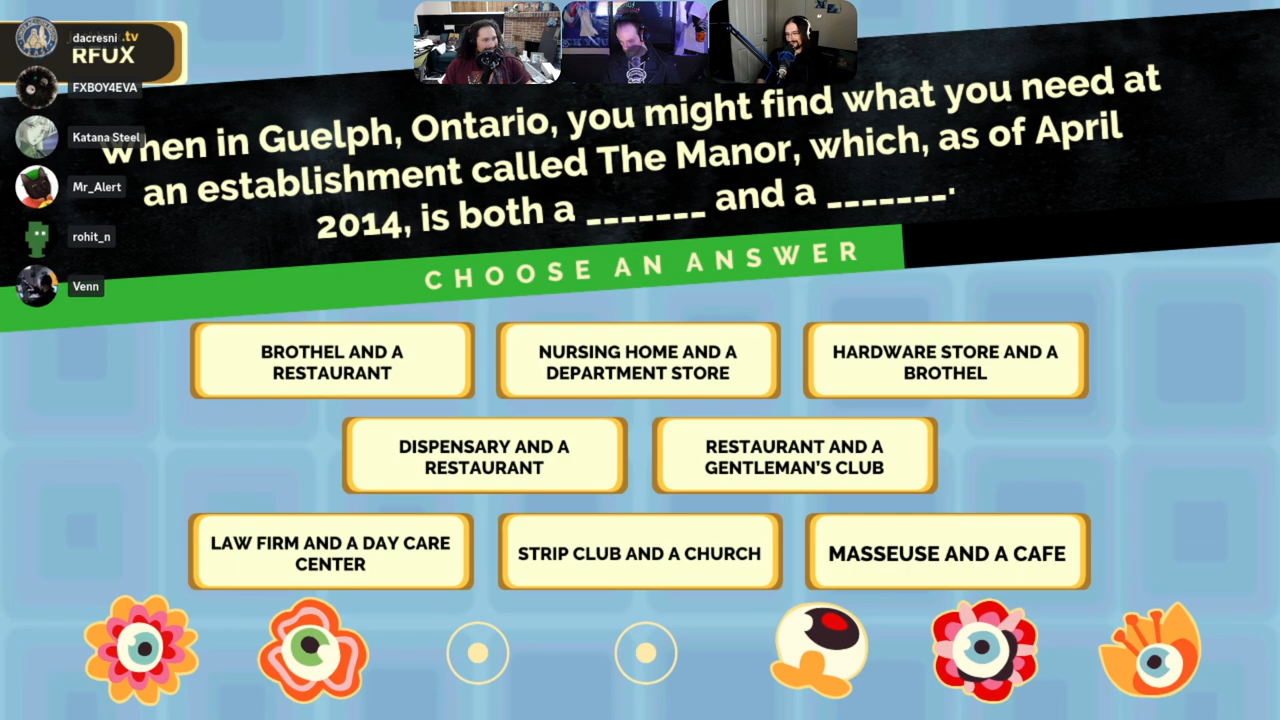 dacresni
.tv
RFUX
FXBOY4EVA
Katana Steel
Mr_Alert
rohit_n
Venn
When in Guelph, Ontario, you might find what you need at
an establishment called The Manor, which, as of April
2014, is both a _______ and a _______.
CHOOSE AN ANSWER
BROTHEL AND A
RESTAURANT
NURSING HOME AND A
DEPARTMENT STORE
HARDWARE STORE AND A
BROTHEL
DISPENSARY AND A
RESTAURANT
RESTAURANT AND A
GENTLEMAN'S CLUB
LAW FIRM AND A DAY CARE
CENTER
STRIP CLUB AND A CHURCH
MASSEUSE AND A CAFE